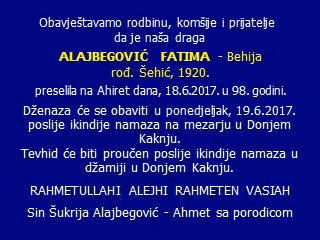 Obavještavamo rodbinu, komšije i prijatelje
da je naša draga
ALAJBEGOVIĆ FATIMA - Behija
rođ. Šehić, 1920.
preselila na Ahiret dana, 18.6.2017. u 98. godini.
Dženaza će se obaviti u ponedjeljak, 19.6.2017.
poslije ikindije namaza na mezarju u Donjem
Kaknju.
Tevhid će biti proučen poslije ikindije namaza u
džamiji u Donjem Kaknju.
RAHMETULLAHI ALEJHI RAHMETEN VASIAH
Sin Šukrija Alajbegović - Ahmet sa porodicom